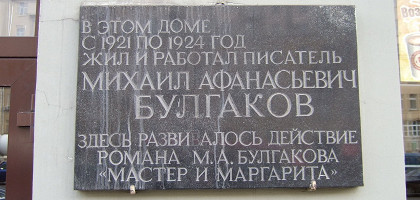 В ЭТОМ ДОМЕ
С 1921 ПО 1924 ГОД
ЖИЛ И РАБОТАЛ ПИСАТЕЛЬ
МИХАИЛ АФАНАСЬЕВИЧ
БУЛГАКОВ
ЗДЕСЬ РАЗВИВАЛОСЬ ДЕЙСТВИЕ
РОМАНА М.А. БУЛГАКОВА
«МАСТЕР И МАРГАРИТА»